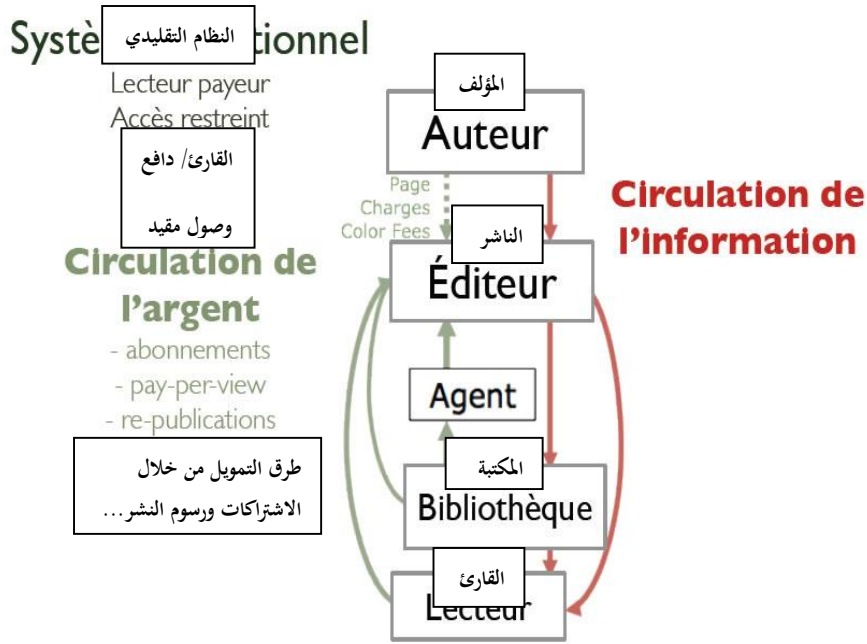 Systè
tionnel
النظام التقليدي
Lecteur payeur
Accès restreint
القارئ/ دافع
وصول مقيد
Circulation de
l'argent
- abonnements
- pay-per-view
- re-publications
طرق التمويل من خلال
الاشتراكات ورسوم النشر...
المؤلف
Auteur
Page
Charges
Color Fees
الناشر
Éditeur
Agent
المكتبة
Bibliothèque
القارئ
Lecteur
Circulation de
l'information